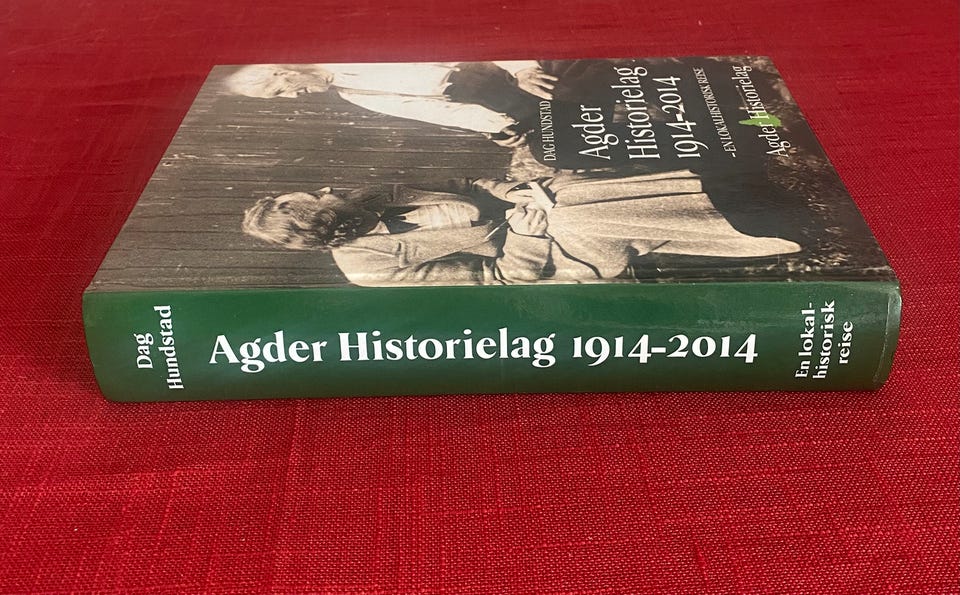 DAG HUNDSTAD
Agder
Historielag
1914-2014
- EN LOKALHISTORISK REISE
Agder Historielag
Dag
Hundstad
Agder Historielag 1914-2014
En lokal-
historisk
reise